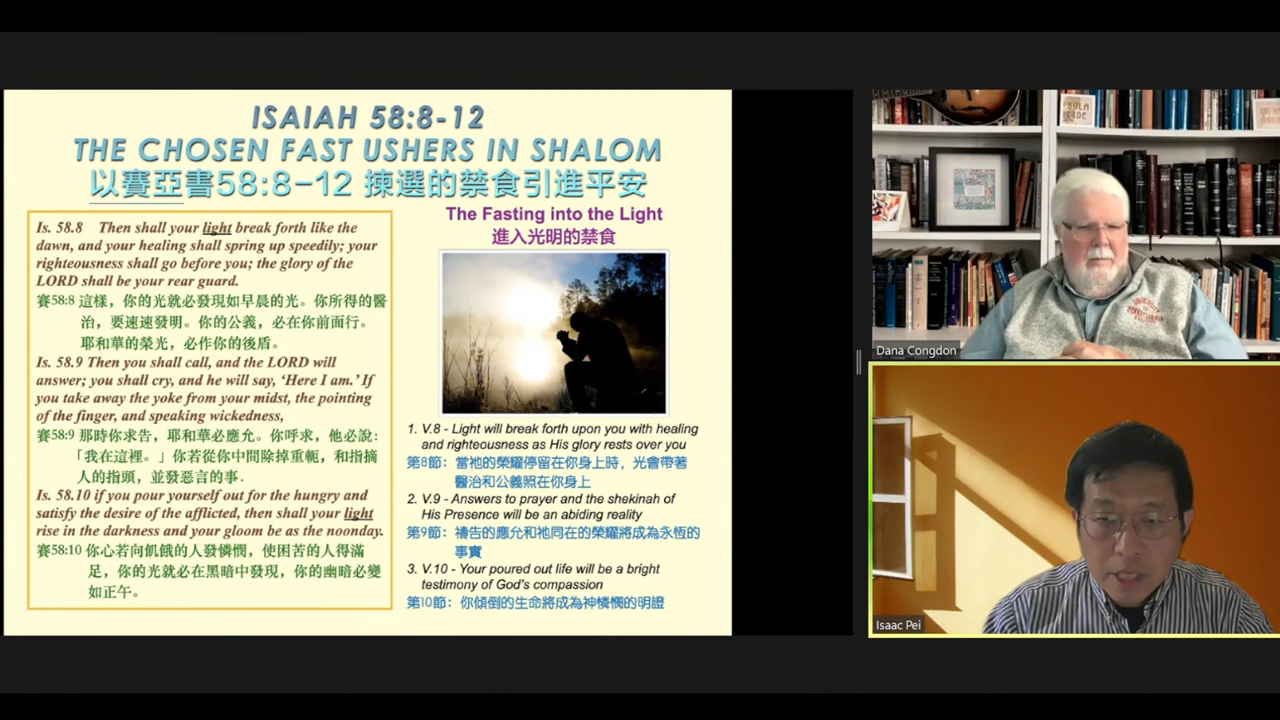 ISAIAH 58:8-12
THE CHOSEN FAST USHERS IN SHALOM
以賽亞書58:8-12 揀選的禁食引進平安
Is. 58.8 Then shall your light break forth like the
dawn, and your healing shall spring up speedily; your
righteousness shall go before you; the glory of the
LORD shall be your rear guard.
賽58:8 這樣，你的光就必發現如早晨的光。你所得的醫
治，要速速發明。你的公義，必在你前面行。
耶和華的榮光，必作你的後盾。
Is. 58.9 Then you shall call, and the LORD will
answer; you shall cry, and he will say, ‘Here I am.’ If
you take away the yoke from your midst, the pointing
of the finger, and speaking wickedness,
賽58:9 那時你求告，耶和華必應允。你呼求，他必說：
「我在這裡。」你若從你中間除掉重軛，和指摘
人的指頭，並發惡言的事．
Is. 58.10 if you pour yourself out for the hungry and
satisfy the desire of the afflicted, then shall your light
rise in the darkness and your gloom be as the noonday.
賽58:10 你心若向飢餓的人發憐憫，使困苦的人得滿
足，你的光就必在黑暗中發現，你的幽暗必變
如正午。
The Fasting into the Light
進入光明的禁食
1. V.8 - Light will break forth upon you with healing
and righteousness as His glory rests over you
第8節：當祂的榮耀停留在你身上時，光會帶著
醫治和公義照在你身上
2. V.9 - Answers to prayer and the shekinah of
His Presence will be an abiding reality
第9節：禱告的應允和祂同在的榮耀將成為永恆的
事實
3. V.10 - Your poured out life will be a bright
testimony of God's compassion
第10節：你傾倒的生命將成為神憐憫的明證
UNIVERSITY OF
PENNSYLVANIA
Dana Congdon
Isaac Pei